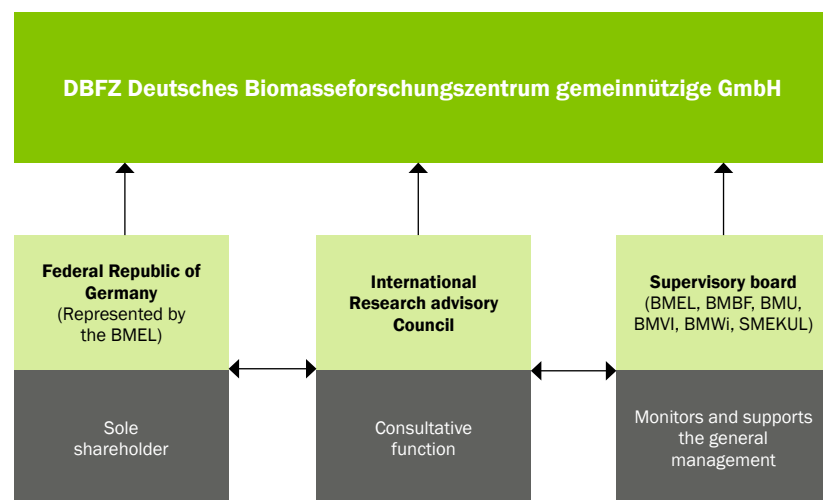 DBFZ Deutsches Biomasseforschungszentrum gemeinnützige GmbH
Federal Republic of
Germany
(Represented by
the BMEL)
International
Research advisory
Council
Supervisory board
(BMEL, BMBF, BMU,
BMVI, BMWi, SMEKUL)
Sole
shareholder
Consultative
function
Monitors and supports
the general
management